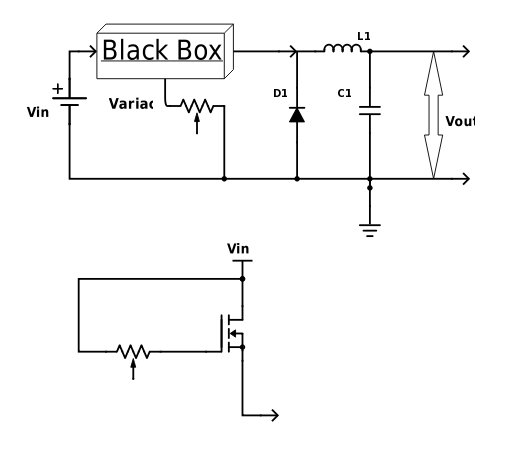 L1
Black Box
+
D1
C1
Variac
Vin
Vout
Vin